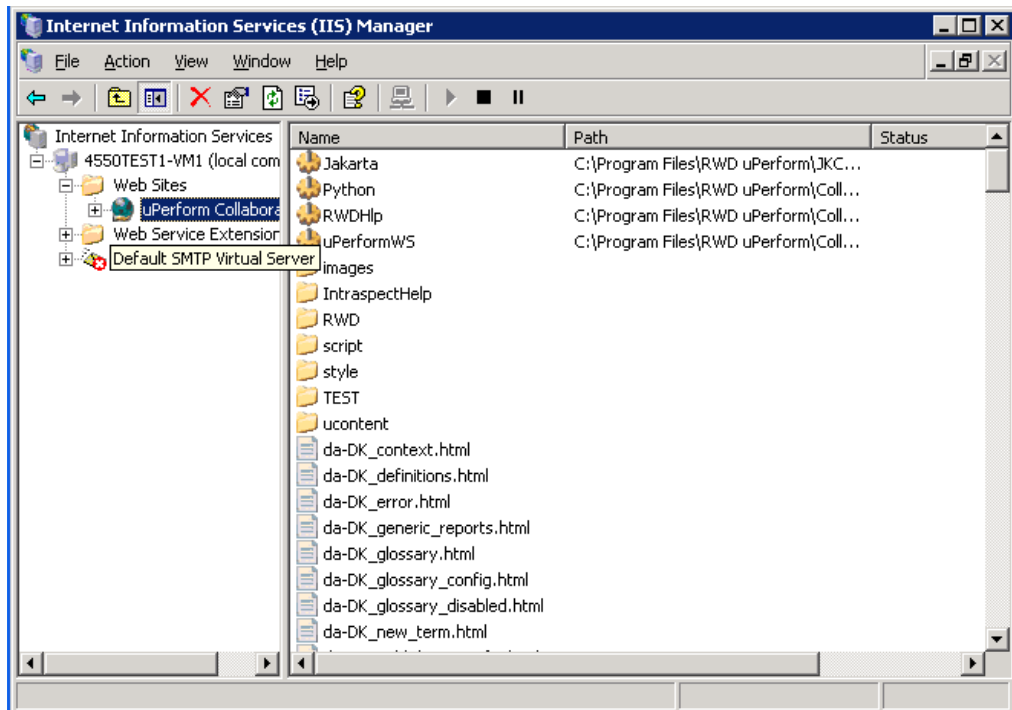 Internet Information Services (IIS) Manager
File Action View Window Help
Internet Information Services
4550TEST1-VM1 (local com
Web Sites
uPerform Collabora
Web Service Extension
Default SMTP Virtual Server
Name Path Status
Jakarta C:\Program Files\RWD uPerform\JKC...
Python C:\Program Files\RWD uPerform\Coll...
RWDHlp C:\Program Files\RWD uPerform\Coll...
uPerformWS C:\Program Files\RWD uPerform\Coll...
images
IntraspectHelp
RWD
script
style
TEST
ucontent
da-DK_context.html
da-DK_definitions.html
da-DK_error.html
da-DK_generic_reports.html
da-DK_glossary.html
da-DK_glossary_config.html
da-DK_glossary_disabled.html
da-DK_new_term.html